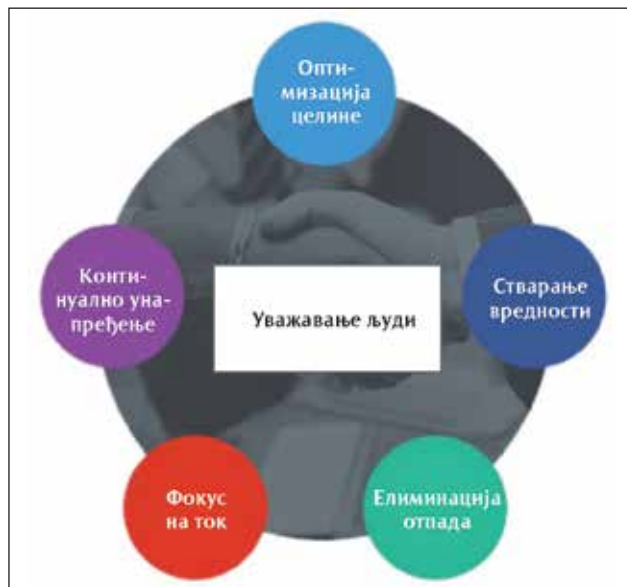 Опти-
мизација
целине
Конти-
нуално уна-
пређење
Стварање
вредности
Уважавање људи
Фокус
на ток
Елиминација
отпада